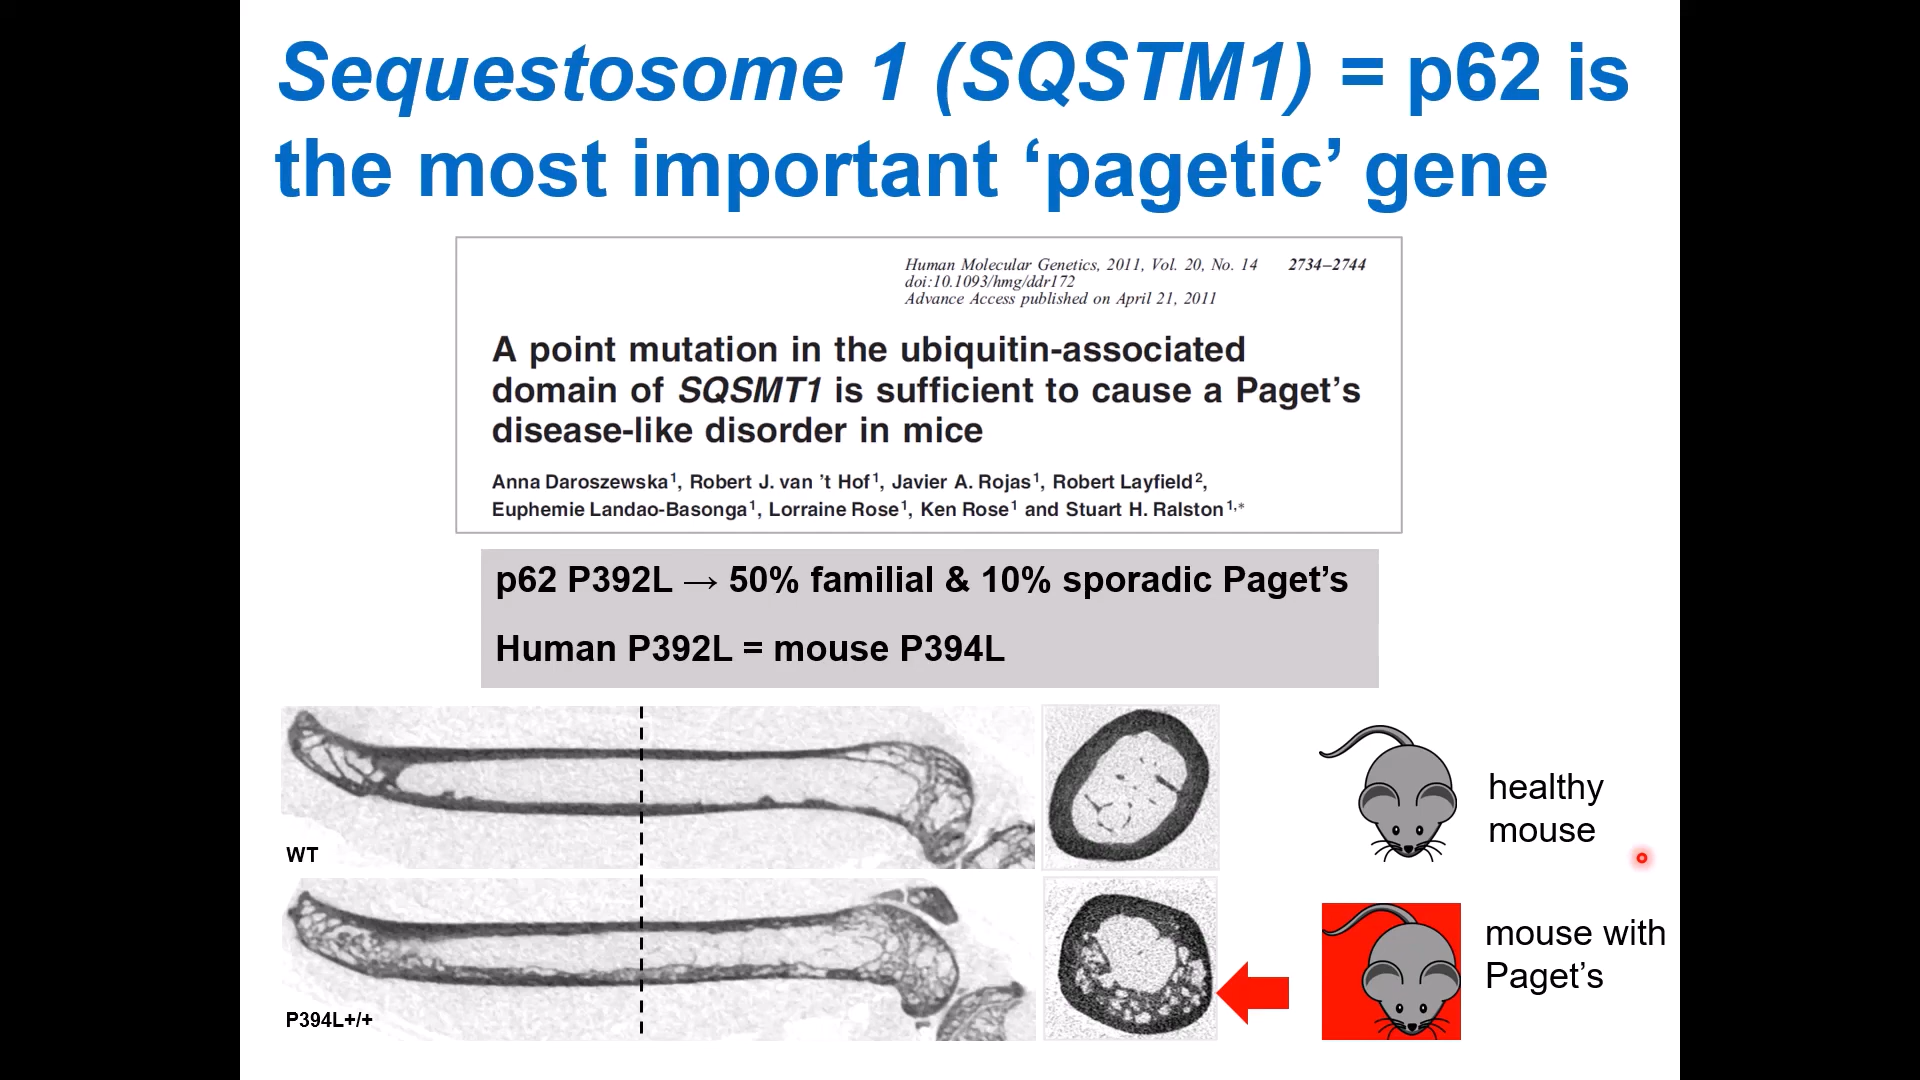 Sequestosome 1 (SQSTM1) = p62 is
the most important ‘pagetic’ gene
Human Molecular Genetics, 2011, Vol. 20, No. 14 2734–2744
doi:10.1093/hmg/ddr172
Advance Access published on April 21, 2011
A point mutation in the ubiquitin-associated
domain of SQSMT1 is sufficient to cause a Paget’s
disease-like disorder in mice
Anna Daroszewska1, Robert J. van ’t Hof1, Javier A. Rojas1, Robert Layfield2,
Euphemie Landao-Basonga1, Lorraine Rose1, Ken Rose1 and Stuart H. Ralston1,*
p62 P392L → 50% familial & 10% sporadic Paget’s
Human P392L = mouse P394L
WT
healthy
mouse
P394L+/+
mouse with
Paget’s